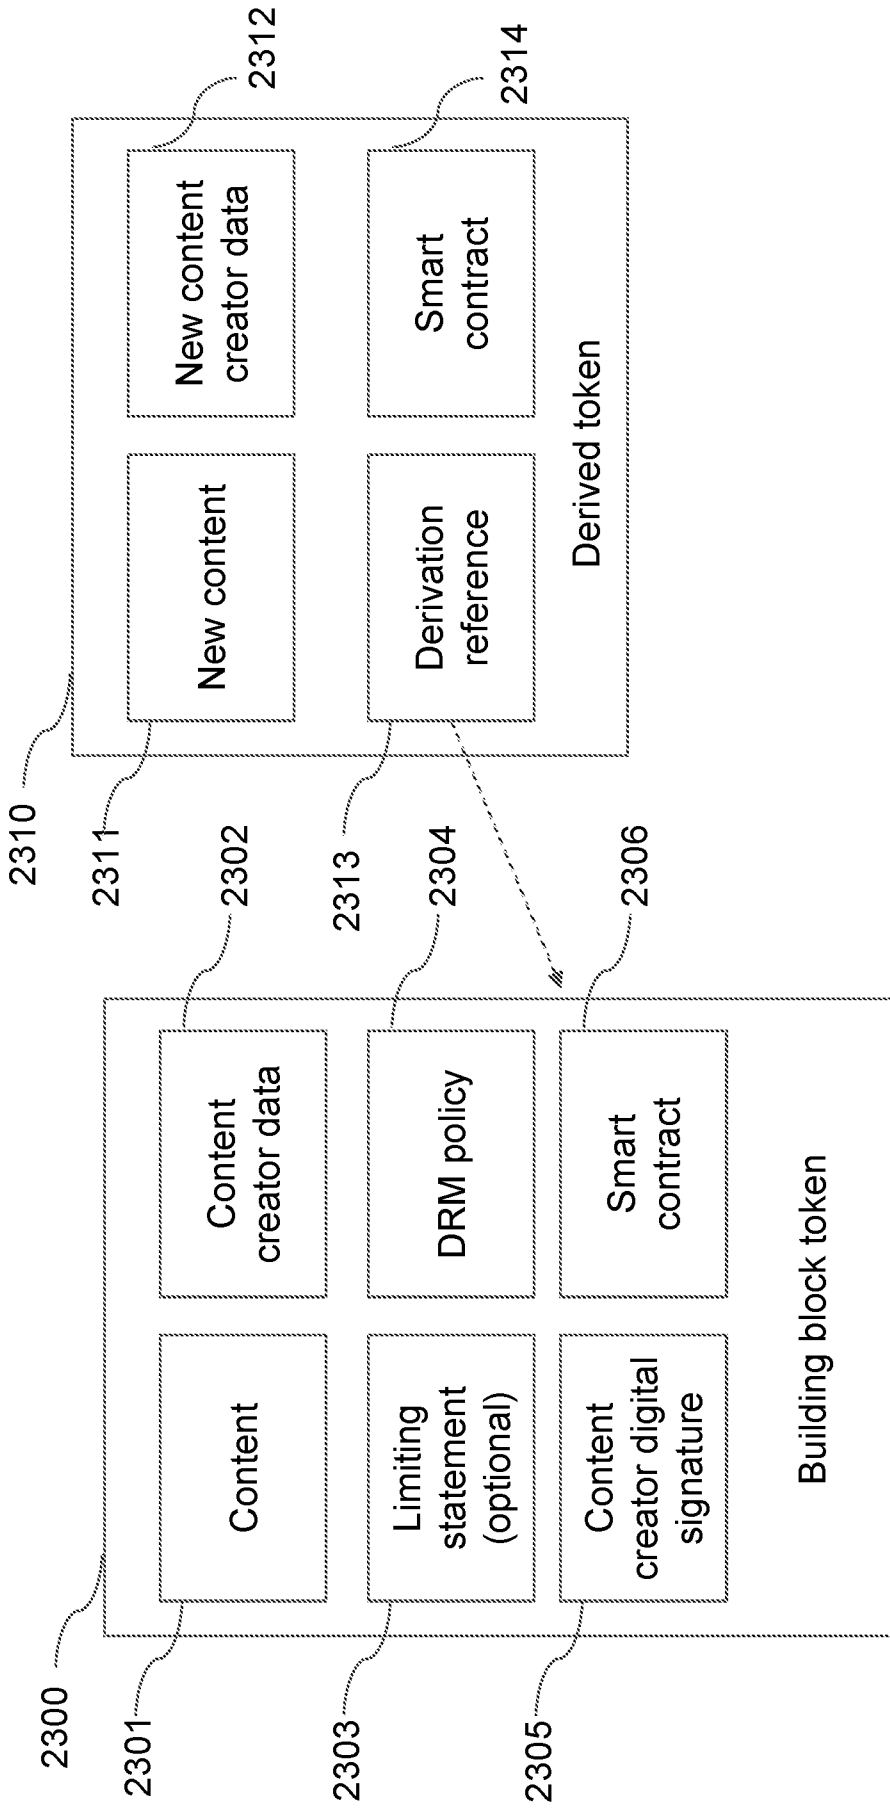 2300
2301
Content
2302
Content
creator data
2303
Limiting
statement
(optional)
2304
DRM policy
2305
Content
creator digital
signature
2306
Smart
contract
Building block token
2310
2311
New content
2312
New content
creator data
2313
Derivation
reference
2314
Smart
contract
Derived token